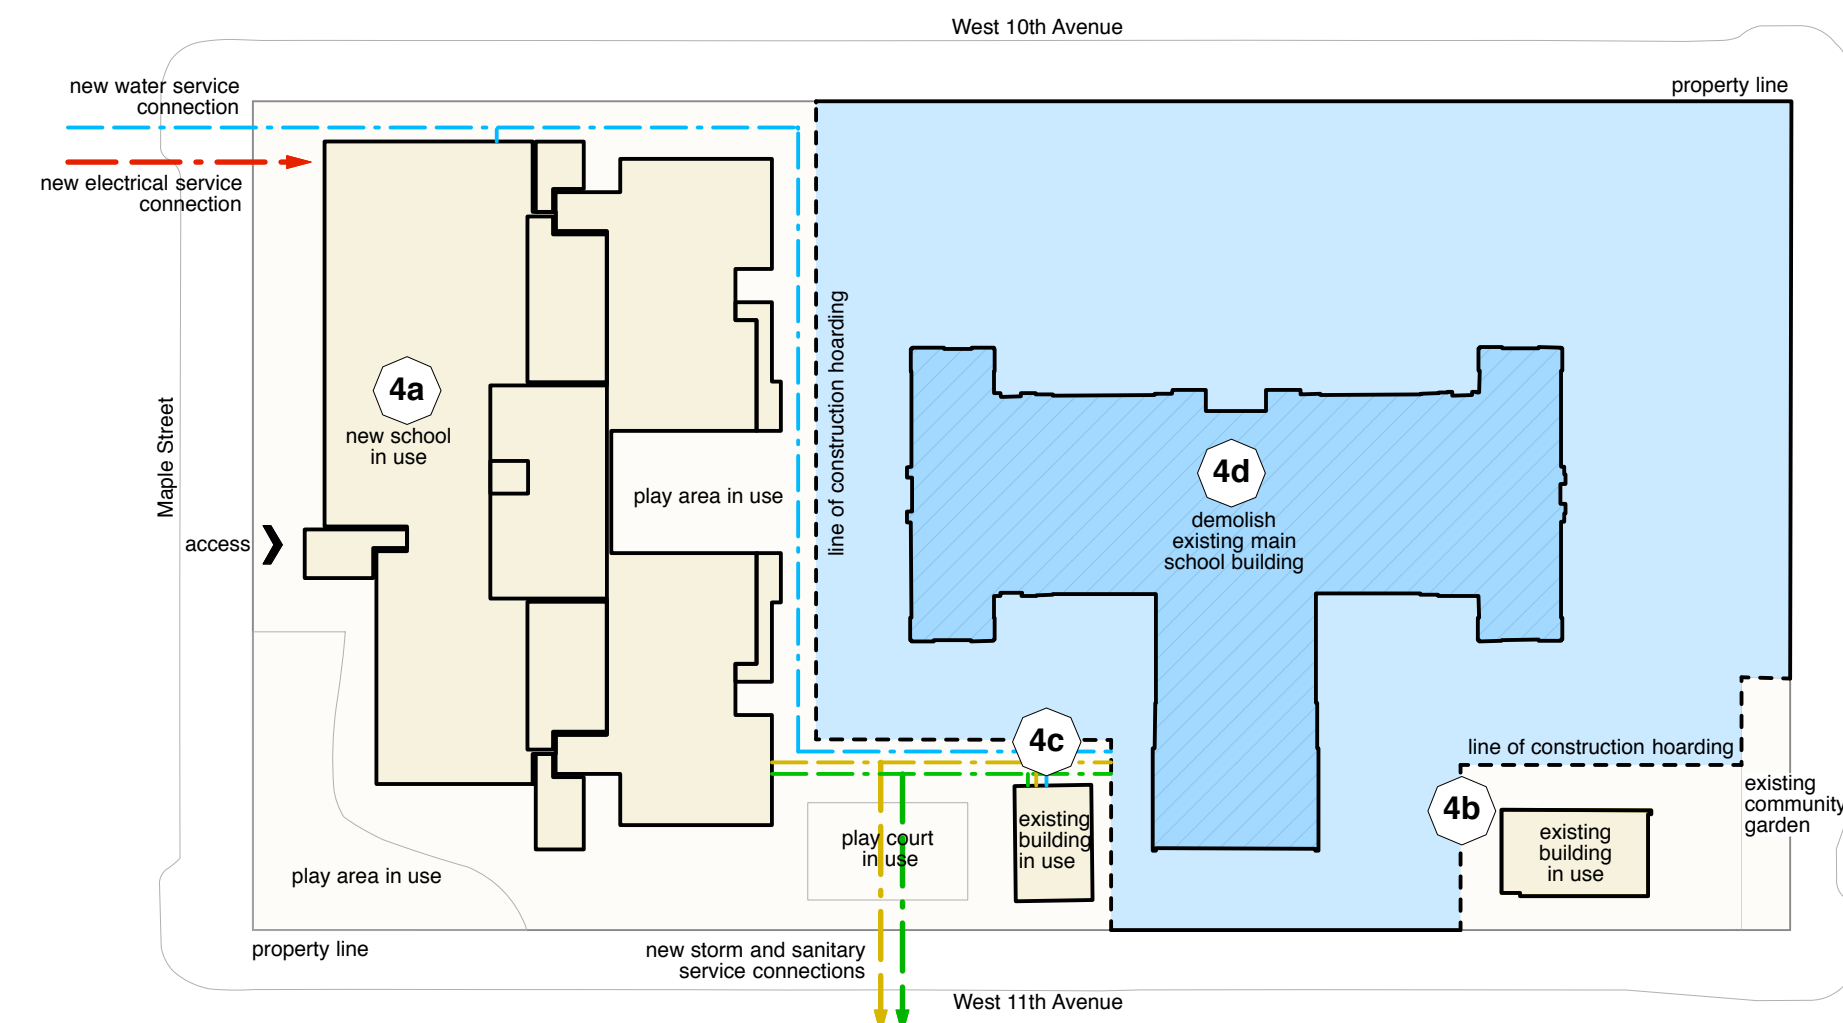 West 10th Avenue
new water service
connection
property line
new electrical service
connection
line of construction hoarding
4a
new school
in use
Maple Street
play area in use
4d
demolish
existing main
school building
access
4c
line of construction hoarding
4b
existing
community
garden
existing
building
in use
play court
in use
existing
building
in use
play area in use
property line
new storm and sanitary
service connections
West 11th Avenue